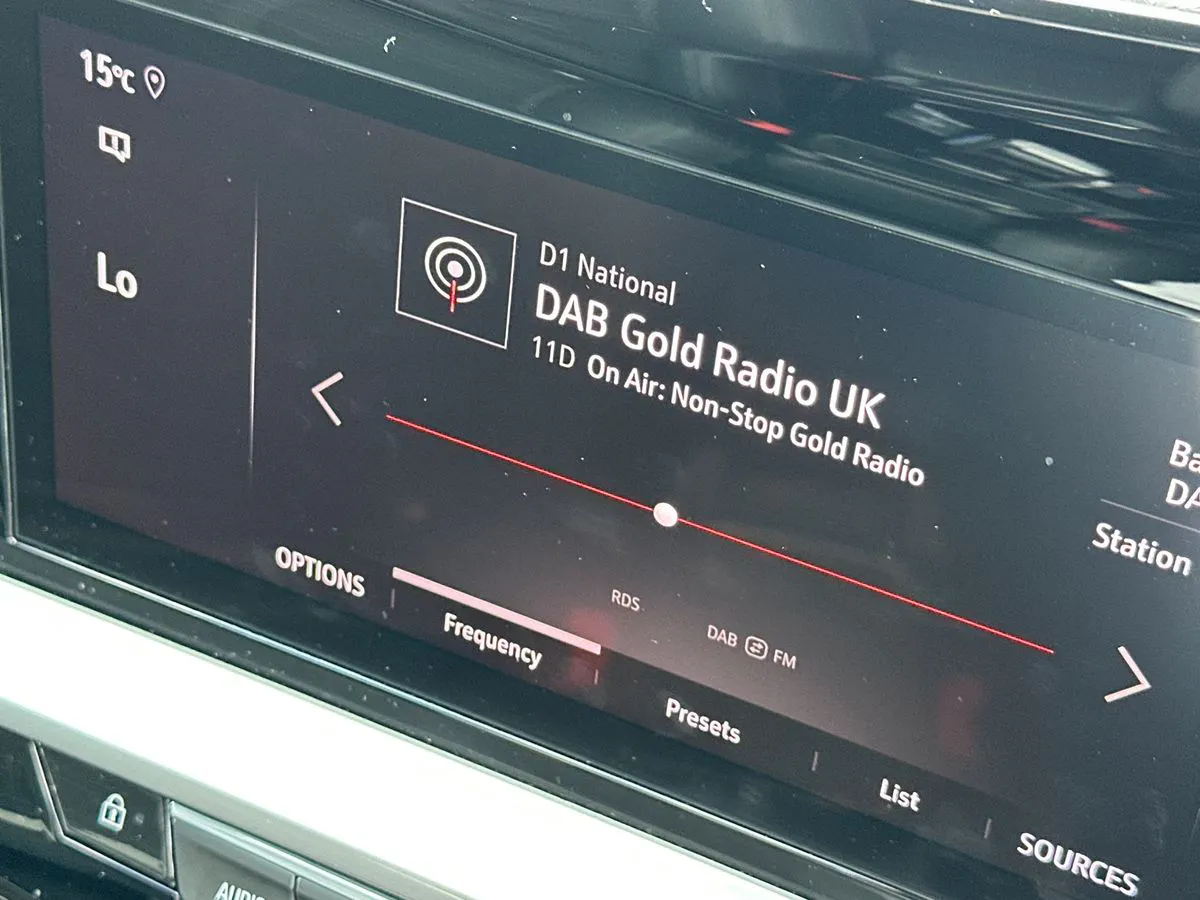 15°C
Lo
D1 National
DAB Gold Radio UK
11D On Air: Non-Stop Gold Radio
Station
OPTIONS
RDS
DAB FM
Frequency
Presets
List
SOURCES